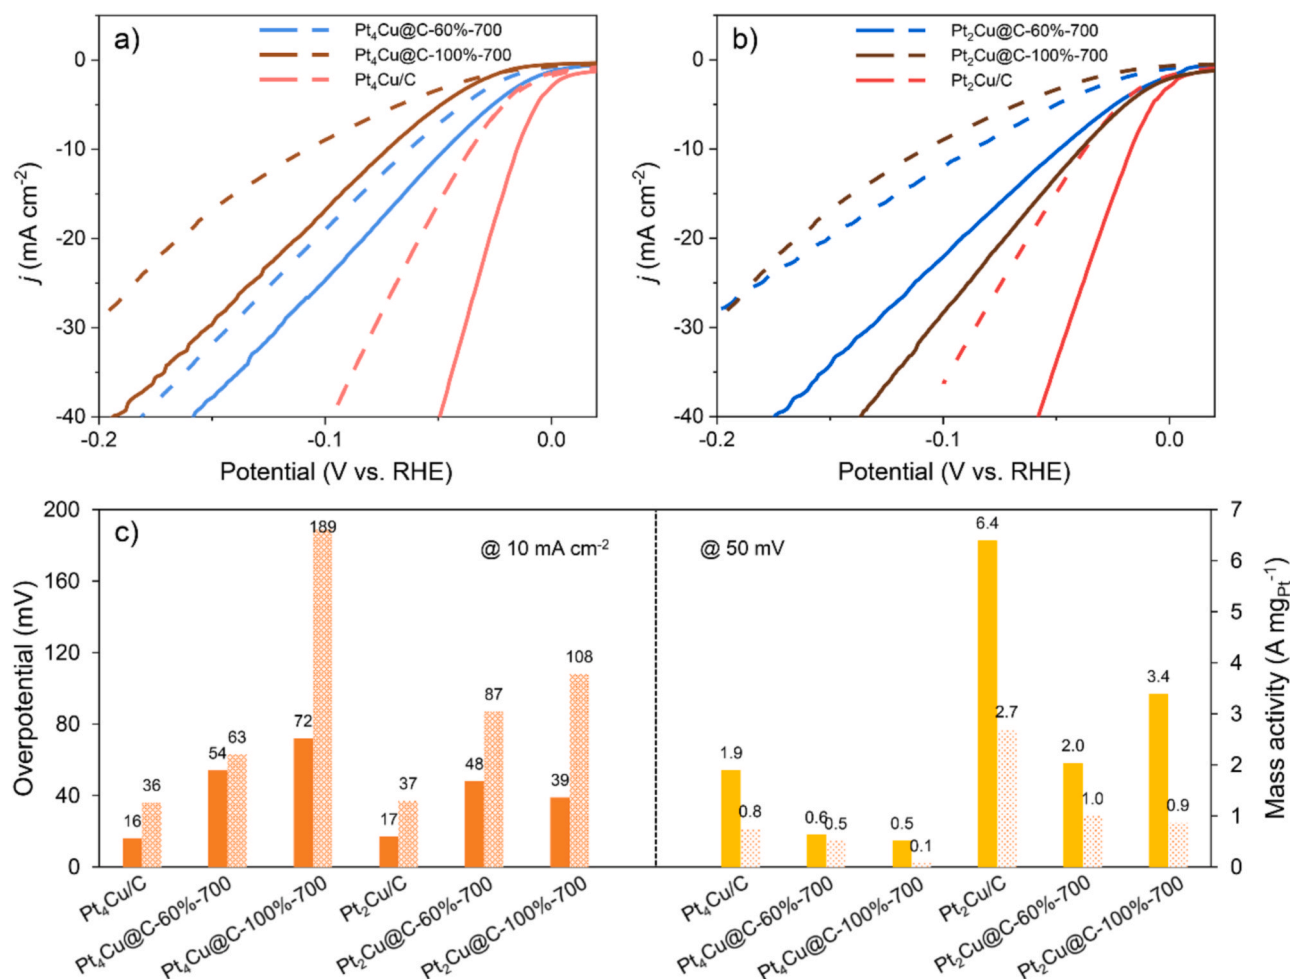 a)
Pt₄Cu@C-60%-700
Pt₄Cu@C-100%-700
Pt₄Cu/C
0
-10
-20
-30
-40
j (mA cm⁻²)
-0.2
-0.1
0.0
Potential (V vs. RHE)
b)
Pt₂Cu@C-60%-700
Pt₂Cu@C-100%-700
Pt₂Cu/C
0
-10
-20
-30
-40
j (mA cm⁻²)
-0.2
-0.1
0.0
Potential (V vs. RHE)
c)
@ 10 mA cm⁻²
@ 50 mV
Overpotential (mV)
200
160
120
80
40
0
16
36
54
63
72
189
17
37
48
87
39
108
1.9
0.8
0.6
0.5
0.5
0.1
6.4
2.7
2.0
1.0
3.4
0.9
7
6
5
4
3
2
1
0
Mass activity (A mg_Pt⁻¹)
Pt₄Cu/C
Pt₄Cu@C-60%-700
Pt₄Cu@C-100%-700
Pt₂Cu/C
Pt₂Cu@C-60%-700
Pt₂Cu@C-100%-700
Pt₄Cu/C
Pt₄Cu@C-60%-700
Pt₄Cu@C-100%-700
Pt₂Cu/C
Pt₂Cu@C-60%-700
Pt₂Cu@C-100%-700